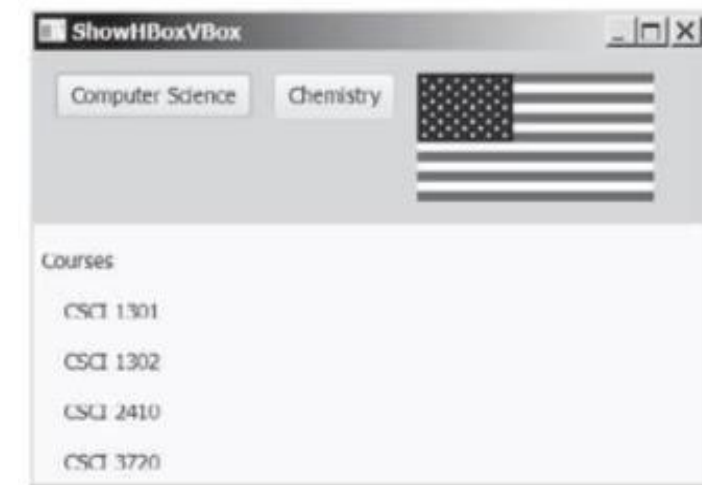 ShowHBoxVBox
Computer Science Chemistry
Courses
CSCI 1301
CSCI 1302
CSCI 2410
CSCI 3720